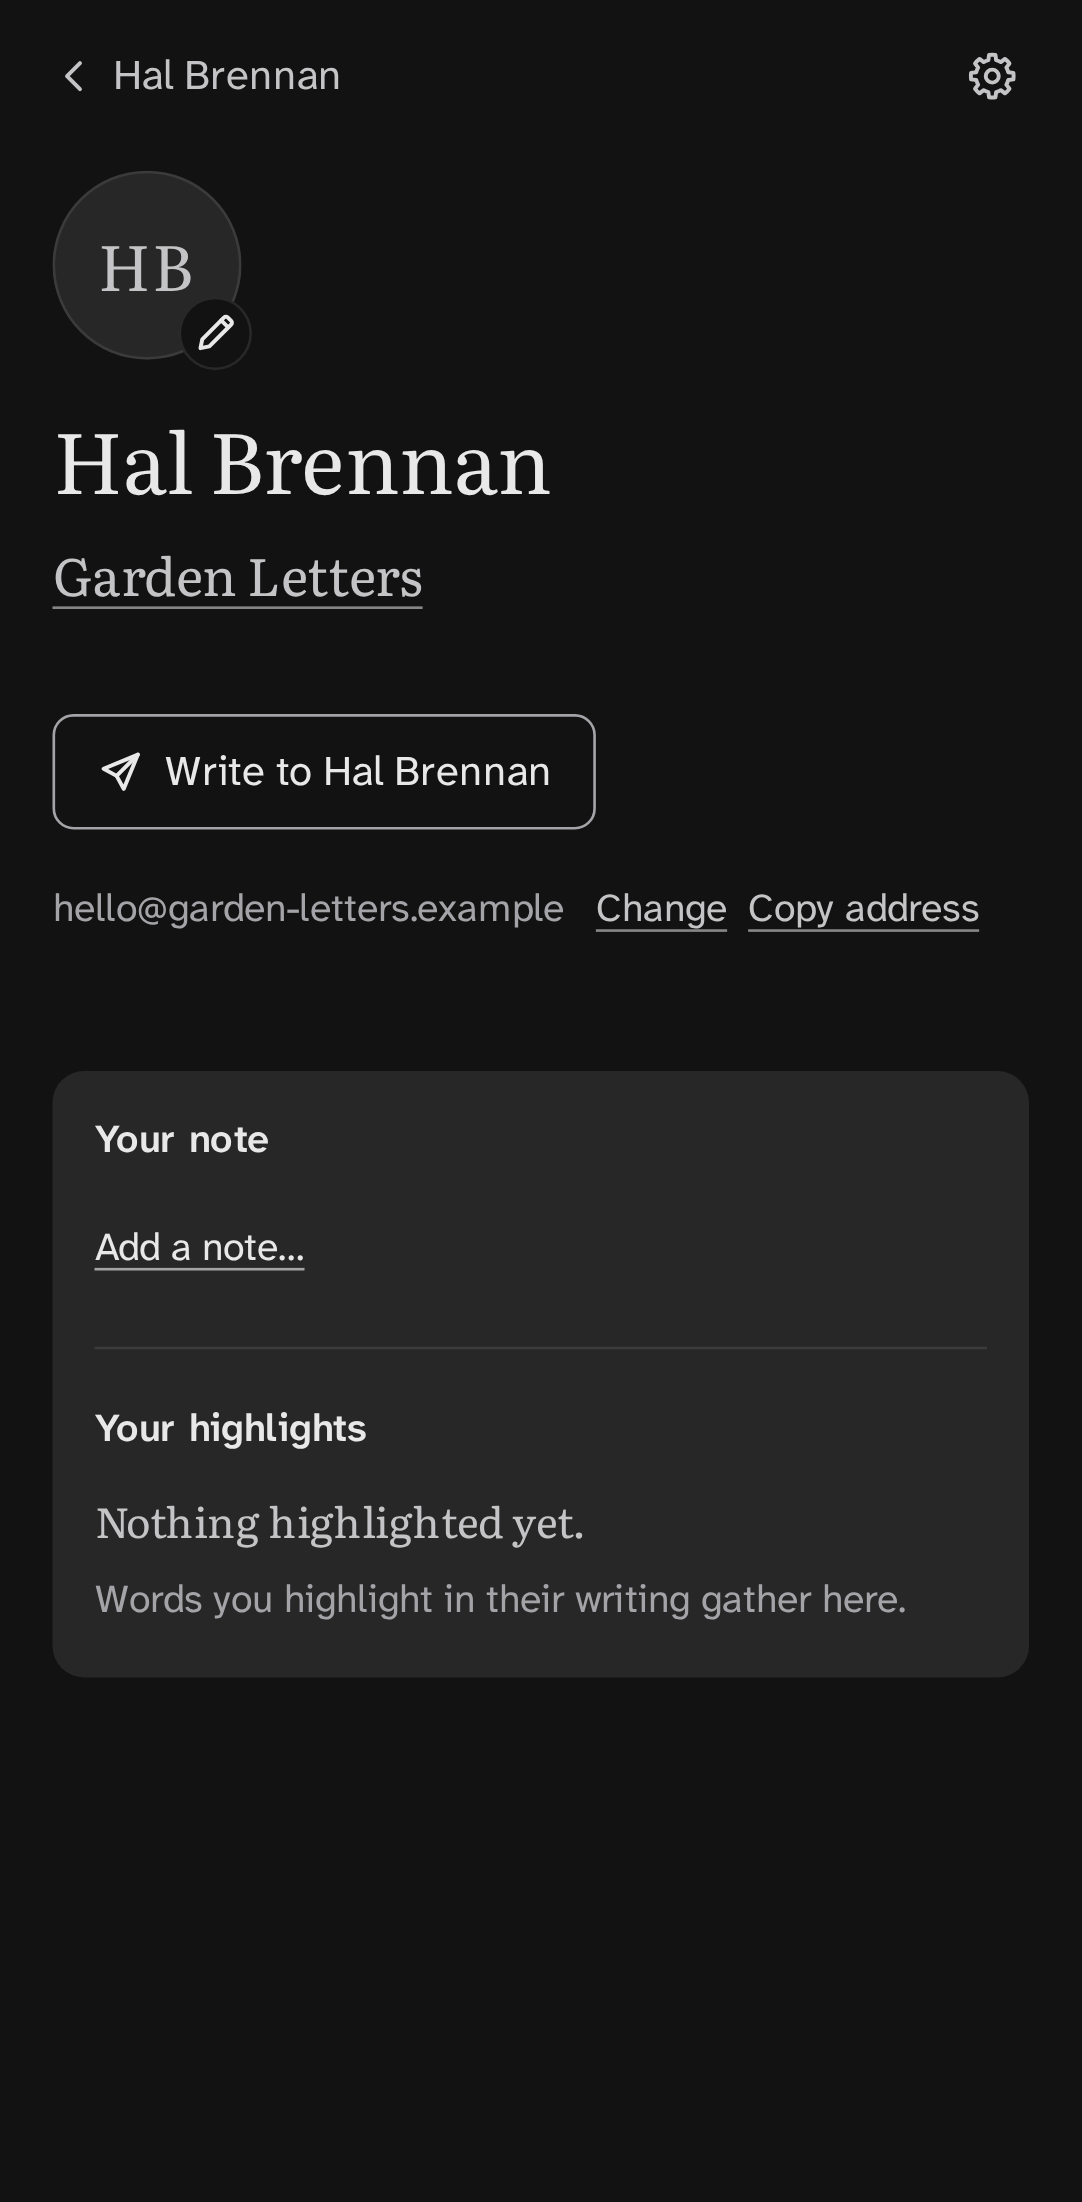 Hal Brennan
HB
Hal Brennan
Garden Letters
Write to Hal Brennan
hello@garden-letters.example Change Copy address
Your note
Add a note...
Your highlights
Nothing highlighted yet.
Words you highlight in their writing gather here.